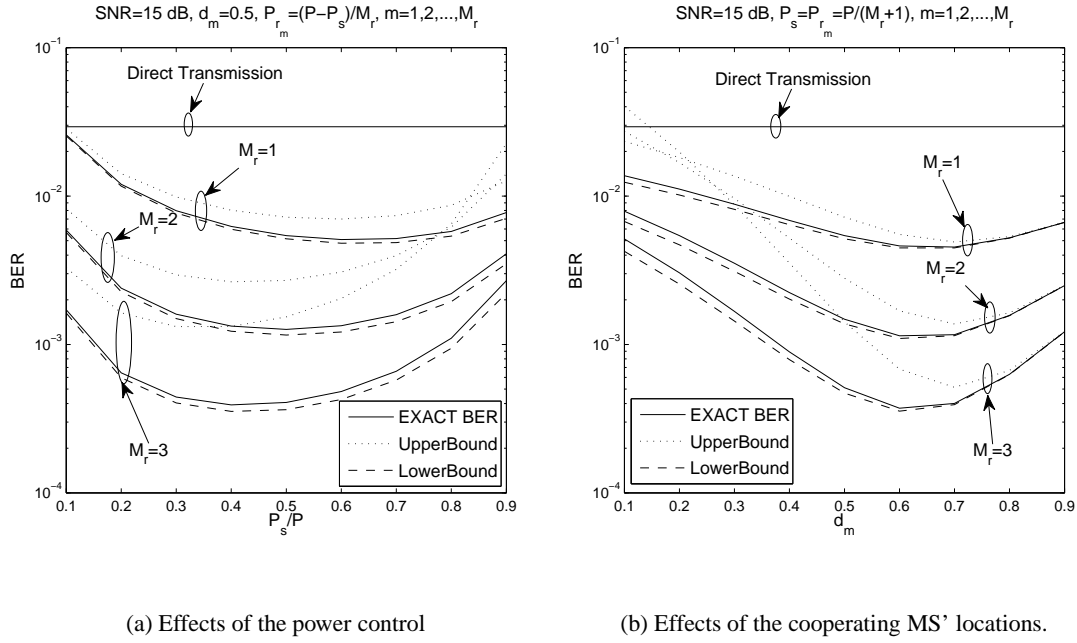 SNR=15 dB, d_m=0.5, P_{r_m}=(P−P_s)/M_r, m=1,2,...,M_r
10^{−1}
10^{−2}
10^{−3}
10^{−4}
BER
Direct Transmission
M_r=1
M_r=2
M_r=3
EXACT BER
UpperBound
LowerBound
0.1 0.2 0.3 0.4 0.5 0.6 0.7 0.8 0.9
P_s/P
(a) Effects of the power control
SNR=15 dB, P_s=P_{r_m}=P/(M_r+1), m=1,2,...,M_r
10^{−1}
10^{−2}
10^{−3}
10^{−4}
BER
Direct Transmission
M_r=1
M_r=2
M_r=3
EXACT BER
UpperBound
LowerBound
0.1 0.2 0.3 0.4 0.5 0.6 0.7 0.8 0.9
d_m
(b) Effects of the cooperating MS' locations.